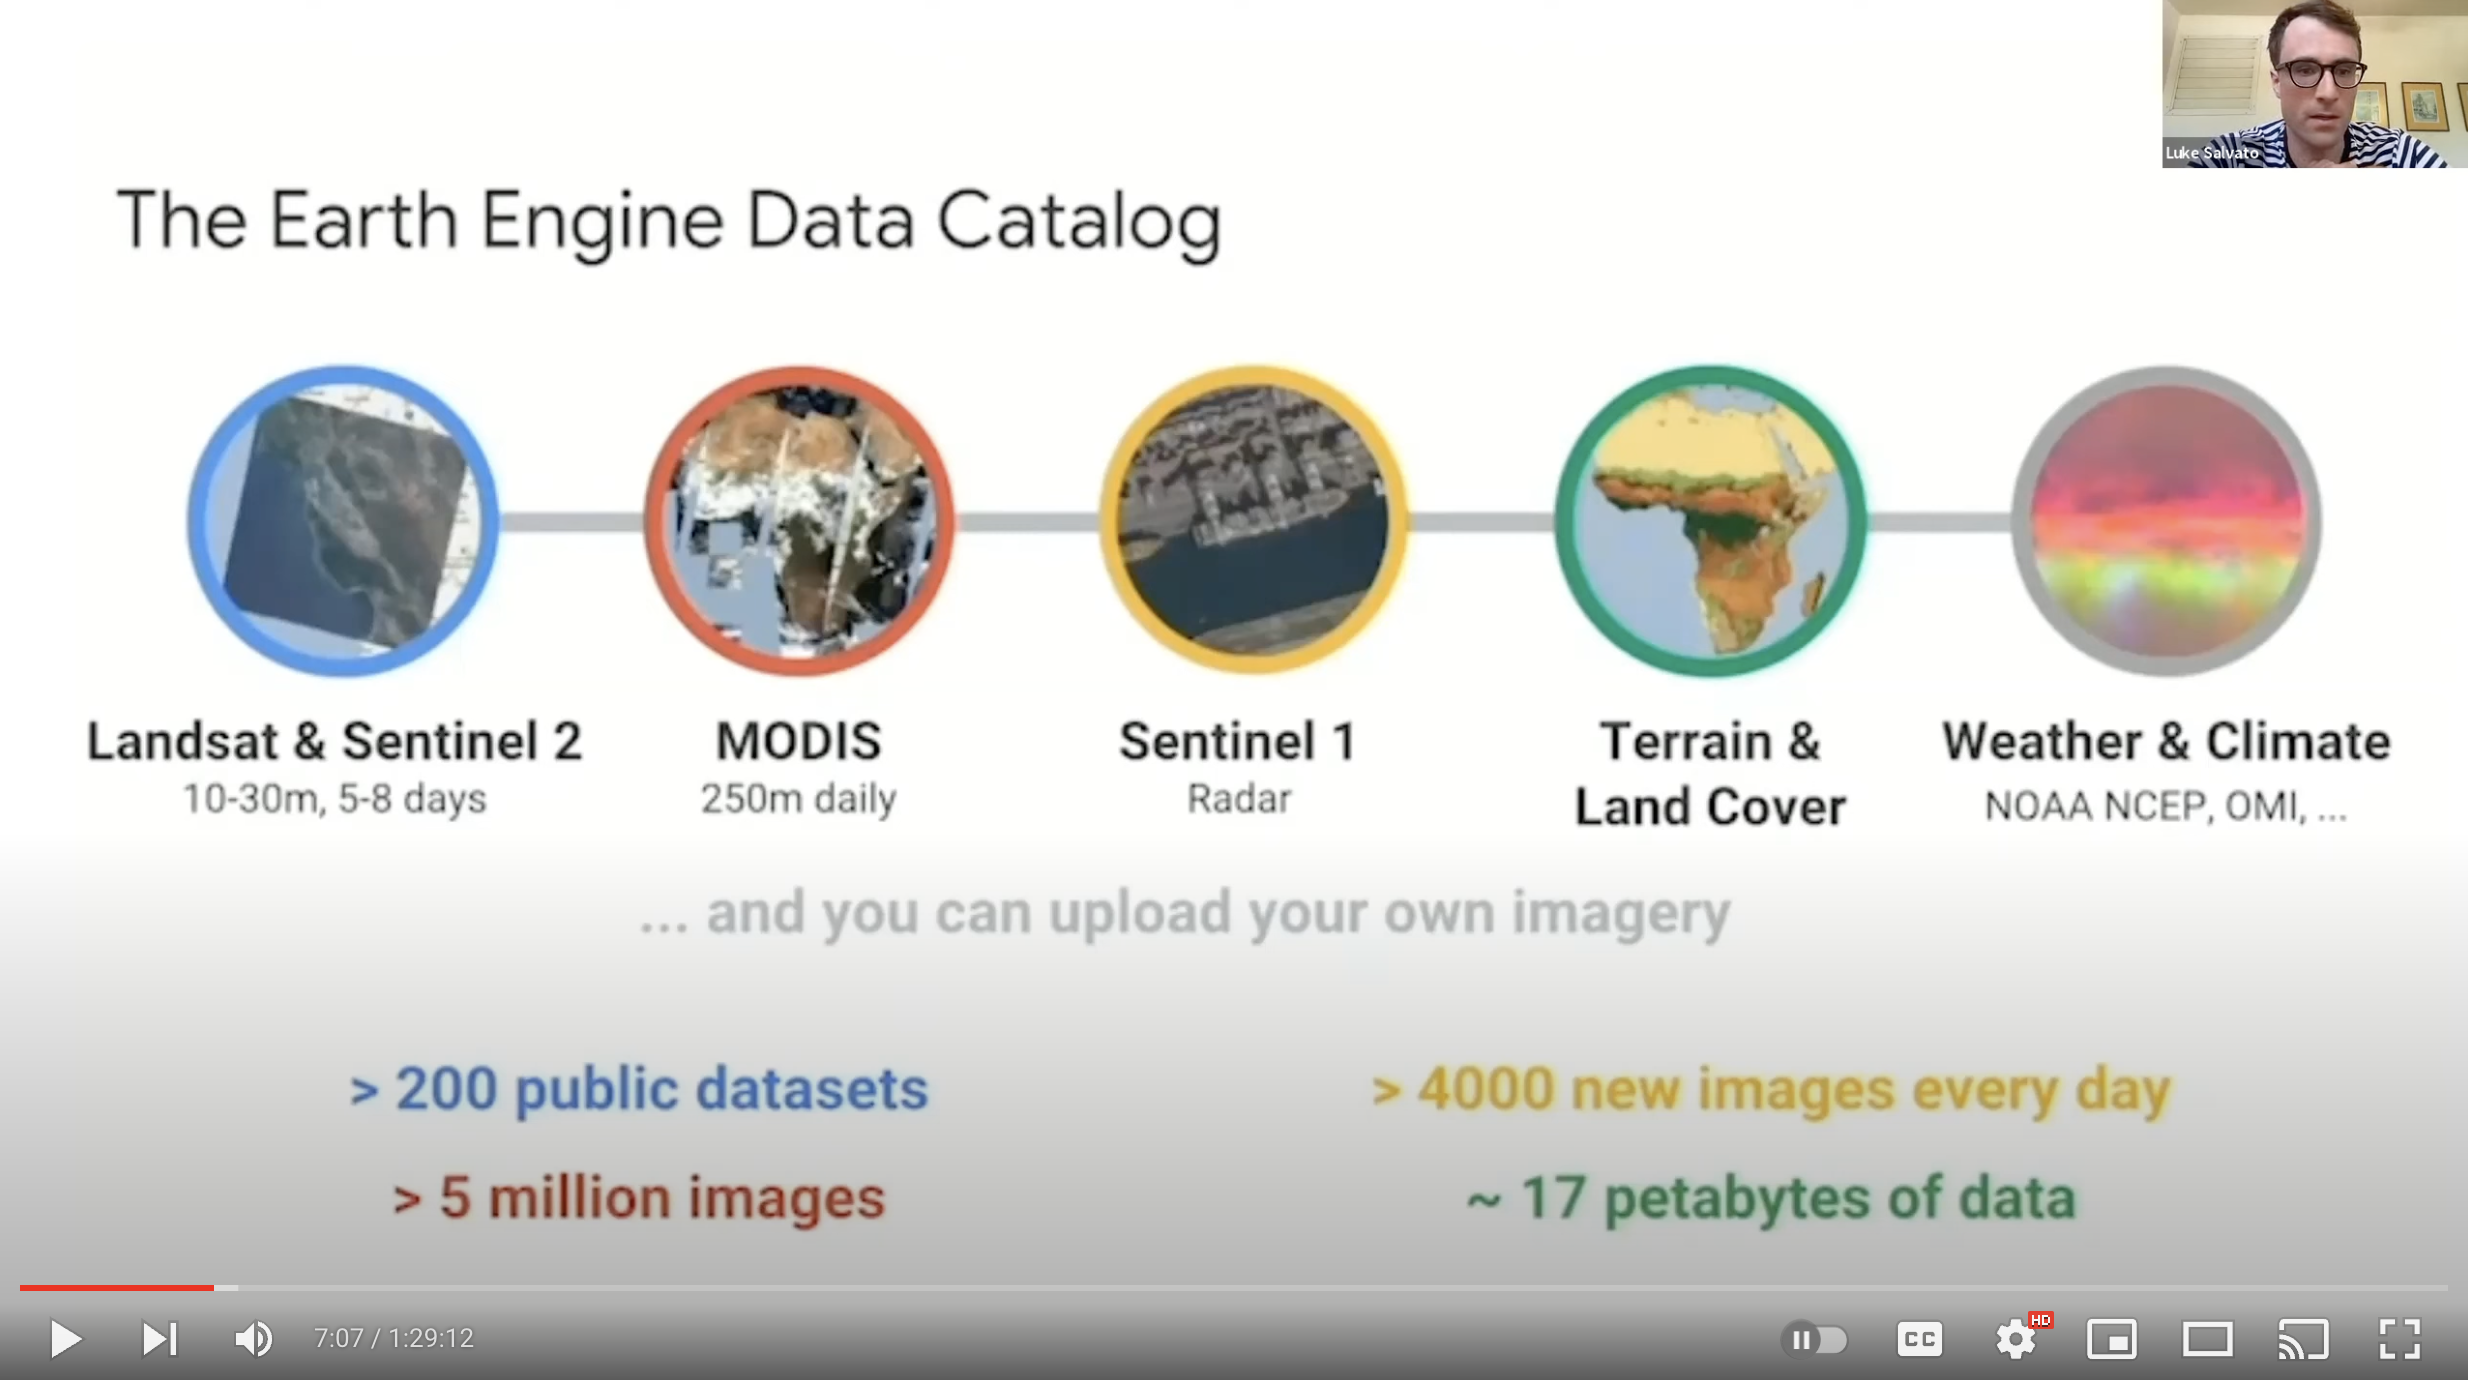 Luke Salvato
The Earth Engine Data Catalog
Landsat & Sentinel 2
10-30m, 5-8 days
MODIS
250m daily
Sentinel 1
Radar
Terrain &
Land Cover
Weather & Climate
NOAA NCEP, OMI, ...
... and you can upload your own imagery
> 200 public datasets
> 4000 new images every day
> 5 million images
~ 17 petabytes of data
7:07 / 1:29:12
CC
HD